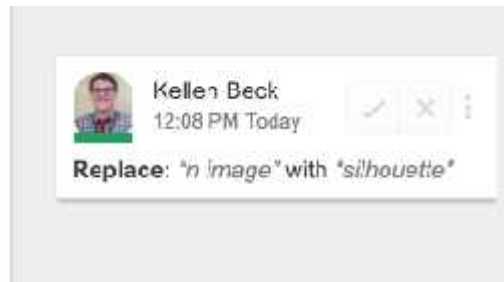 Kellen Beck
12:08 PM Today
Replace: "n image" with "silhouette"